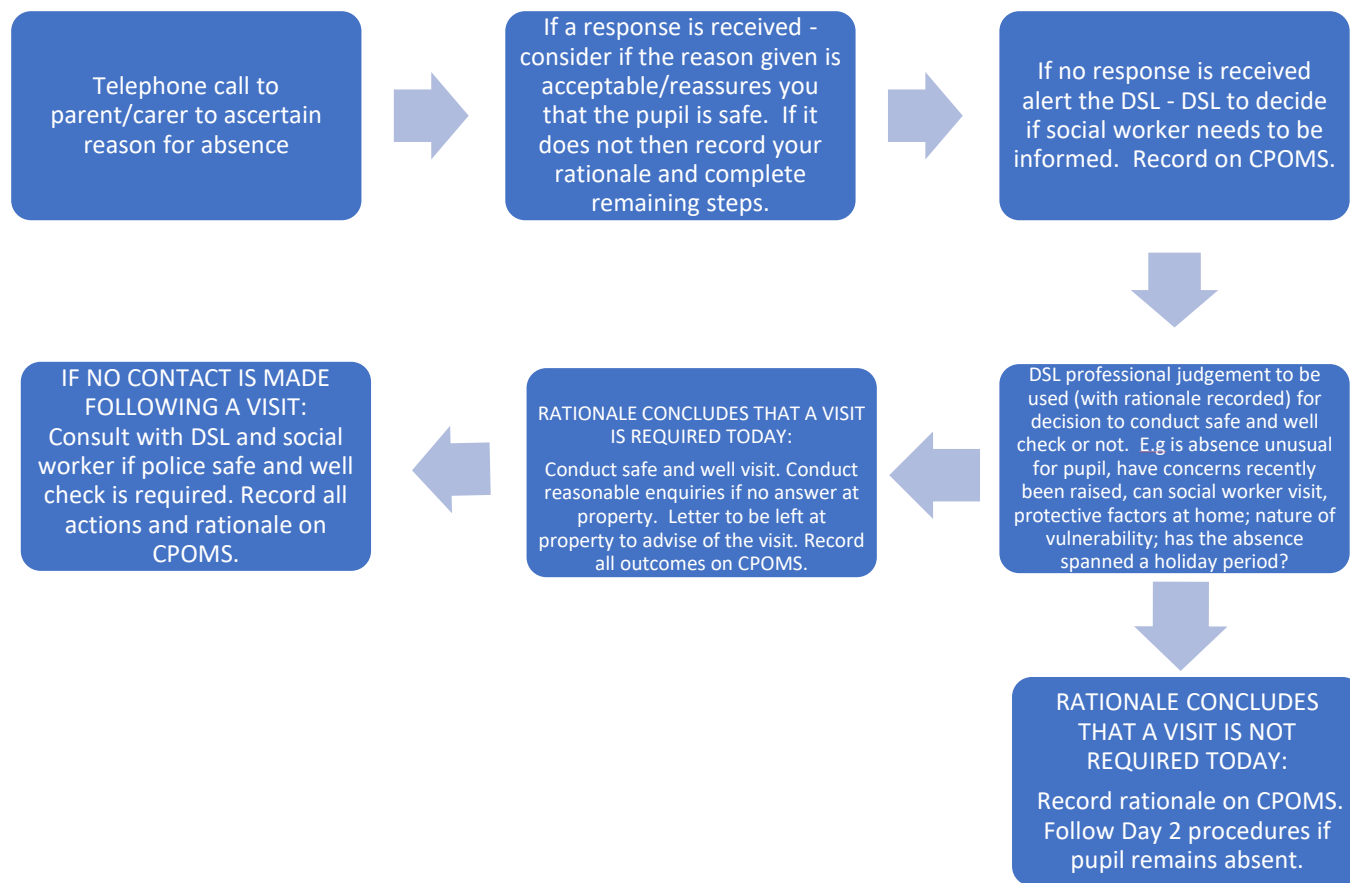 Telephone call to
parent/carer to ascertain
reason for absence
If a response is received -
consider if the reason given is
acceptable/reassures you
that the pupil is safe.  If it
does not then record your
rationale and complete
remaining steps.
If no response is received
alert the DSL - DSL to decide
if social worker needs to be
informed.  Record on CPOMS.
DSL professional judgement to be
used (with rationale recorded) for
decision to conduct safe and well
check or not.  E.g is absence unusual
for pupil, have concerns recently
been raised, can social worker visit,
protective factors at home; nature of
vulnerability; has the absence
spanned a holiday period?
RATIONALE CONCLUDES THAT A VISIT
IS REQUIRED TODAY:
Conduct safe and well visit. Conduct
reasonable enquiries if no answer at
property.  Letter to be left at
property to advise of the visit. Record
all outcomes on CPOMS.
IF NO CONTACT IS MADE
FOLLOWING A VISIT:
Consult with DSL and social
worker if police safe and well
check is required. Record all
actions and rationale on
CPOMS.
RATIONALE CONCLUDES
THAT A VISIT IS NOT
REQUIRED TODAY:
Record rationale on CPOMS.
Follow Day 2 procedures if
pupil remains absent.